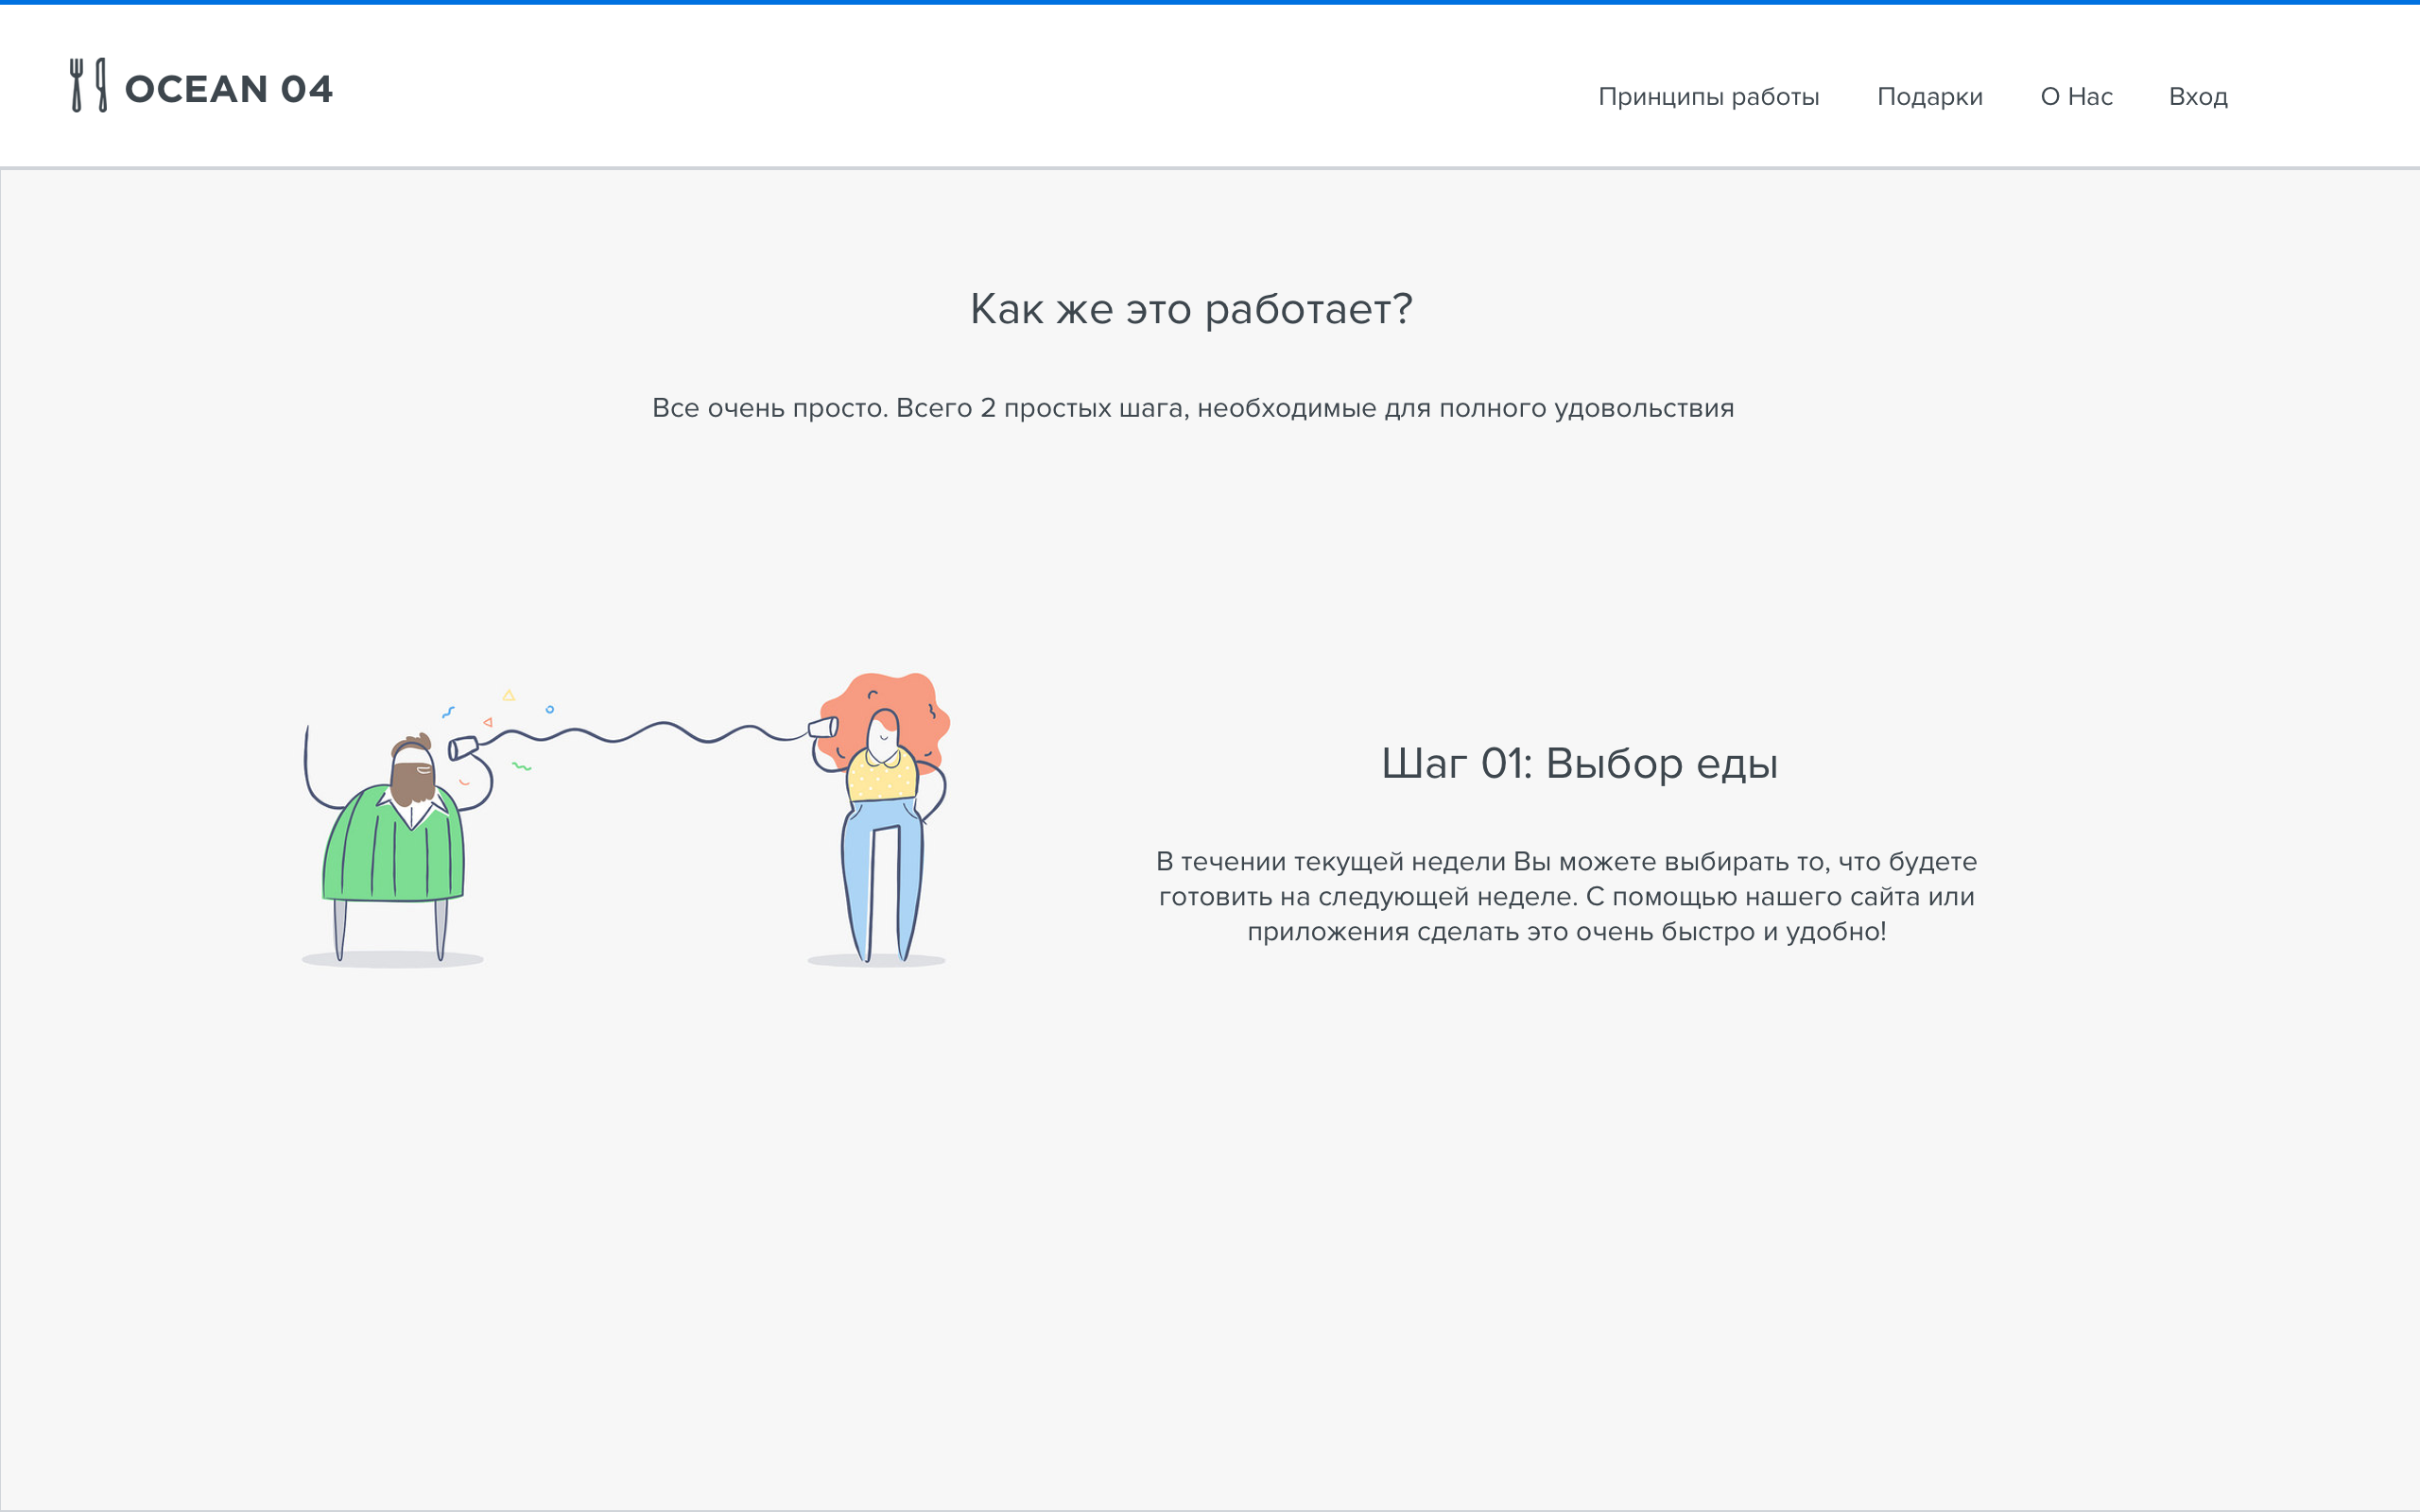 OCEAN 04
Принципы работы
Подарки
О Нас
Вход
Как же это работает?
Все очень просто. Всего 2 простых шага, необходимые для полного удовольствия
Шаг 01: Выбор еды
В течении текущей недели Вы можете выбирать то, что будете
готовить на следующей неделе. С помощью нашего сайта или
приложения сделать это очень быстро и удобно!